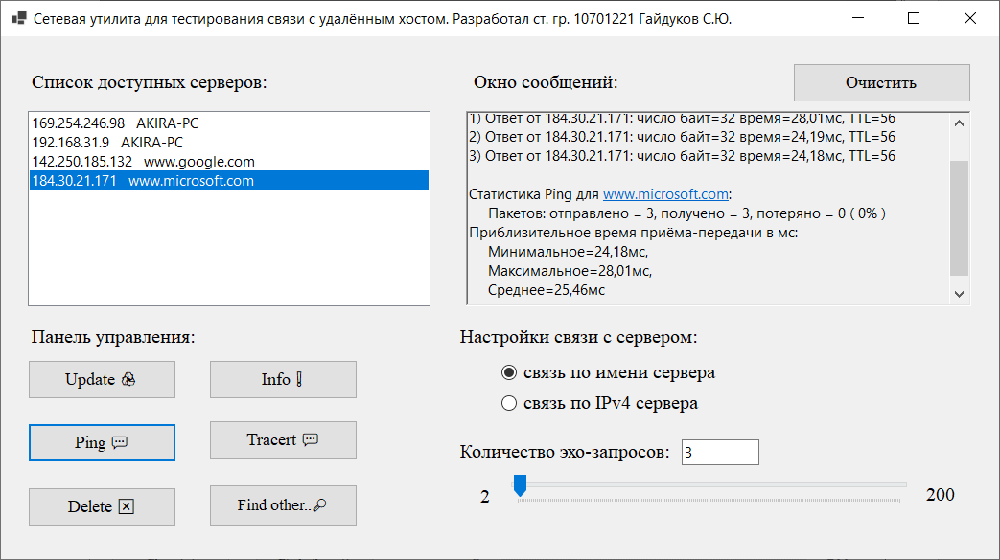 Сетевая утилита для тестирования связи с удалённым хостом. Разработал ст. гр. 10701221 Гайдуков С.Ю.
Список доступных серверов:
169.254.246.98 AKIRA-PC
192.168.31.9 AKIRA-PC
142.250.185.132 www.google.com
184.30.21.171 www.microsoft.com
Окно сообщений:
Очистить
1) Ответ от 184.30.21.171: число байт=32 время=28,01мс, TTL=56
2) Ответ от 184.30.21.171: число байт=32 время=24,19мс, TTL=56
3) Ответ от 184.30.21.171: число байт=32 время=24,18мс, TTL=56
Статистика Ping для www.microsoft.com:
Пакетов: отправлено = 3, получено = 3, потеряно = 0 ( 0% )
Приблизительное время приёма-передачи в мс:
Минимальное=24,18мс,
Максимальное=28,01мс,
Среднее=25,46мс
Панель управления:
Update
Info
Ping
Tracert
Delete
Find other..
Настройки связи с сервером:
связь по имени сервера
связь по IPv4 сервера
Количество эхо-запросов: 3
2
200